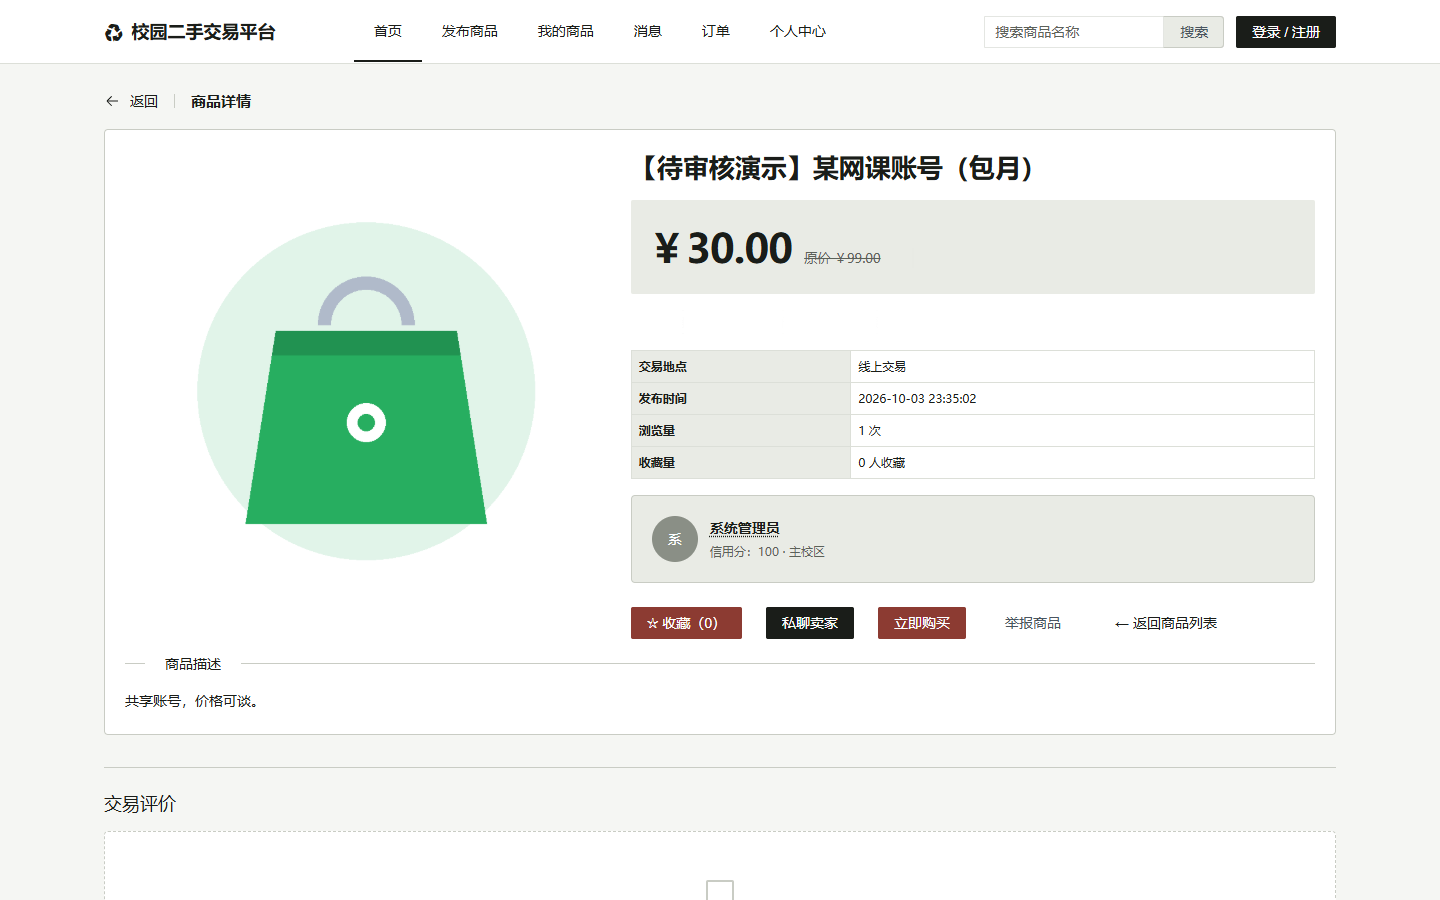 校园二手交易平台
首页 发布商品 我的商品 消息 订单 个人中心
搜索商品名称 搜索 登录 / 注册
← 返回 商品详情
【待审核演示】某网课账号（包月）
¥ 30.00 原价 ¥ 99.00
交易地点 线上交易
发布时间 2026-10-03 23:35:02
浏览量 1 次
收藏量 0 人收藏
系 系统管理员
信用分：100 · 主校区
☆ 收藏（0） 私聊卖家 立即购买 举报商品 ← 返回商品列表
商品描述
共享账号，价格可谈。
交易评价